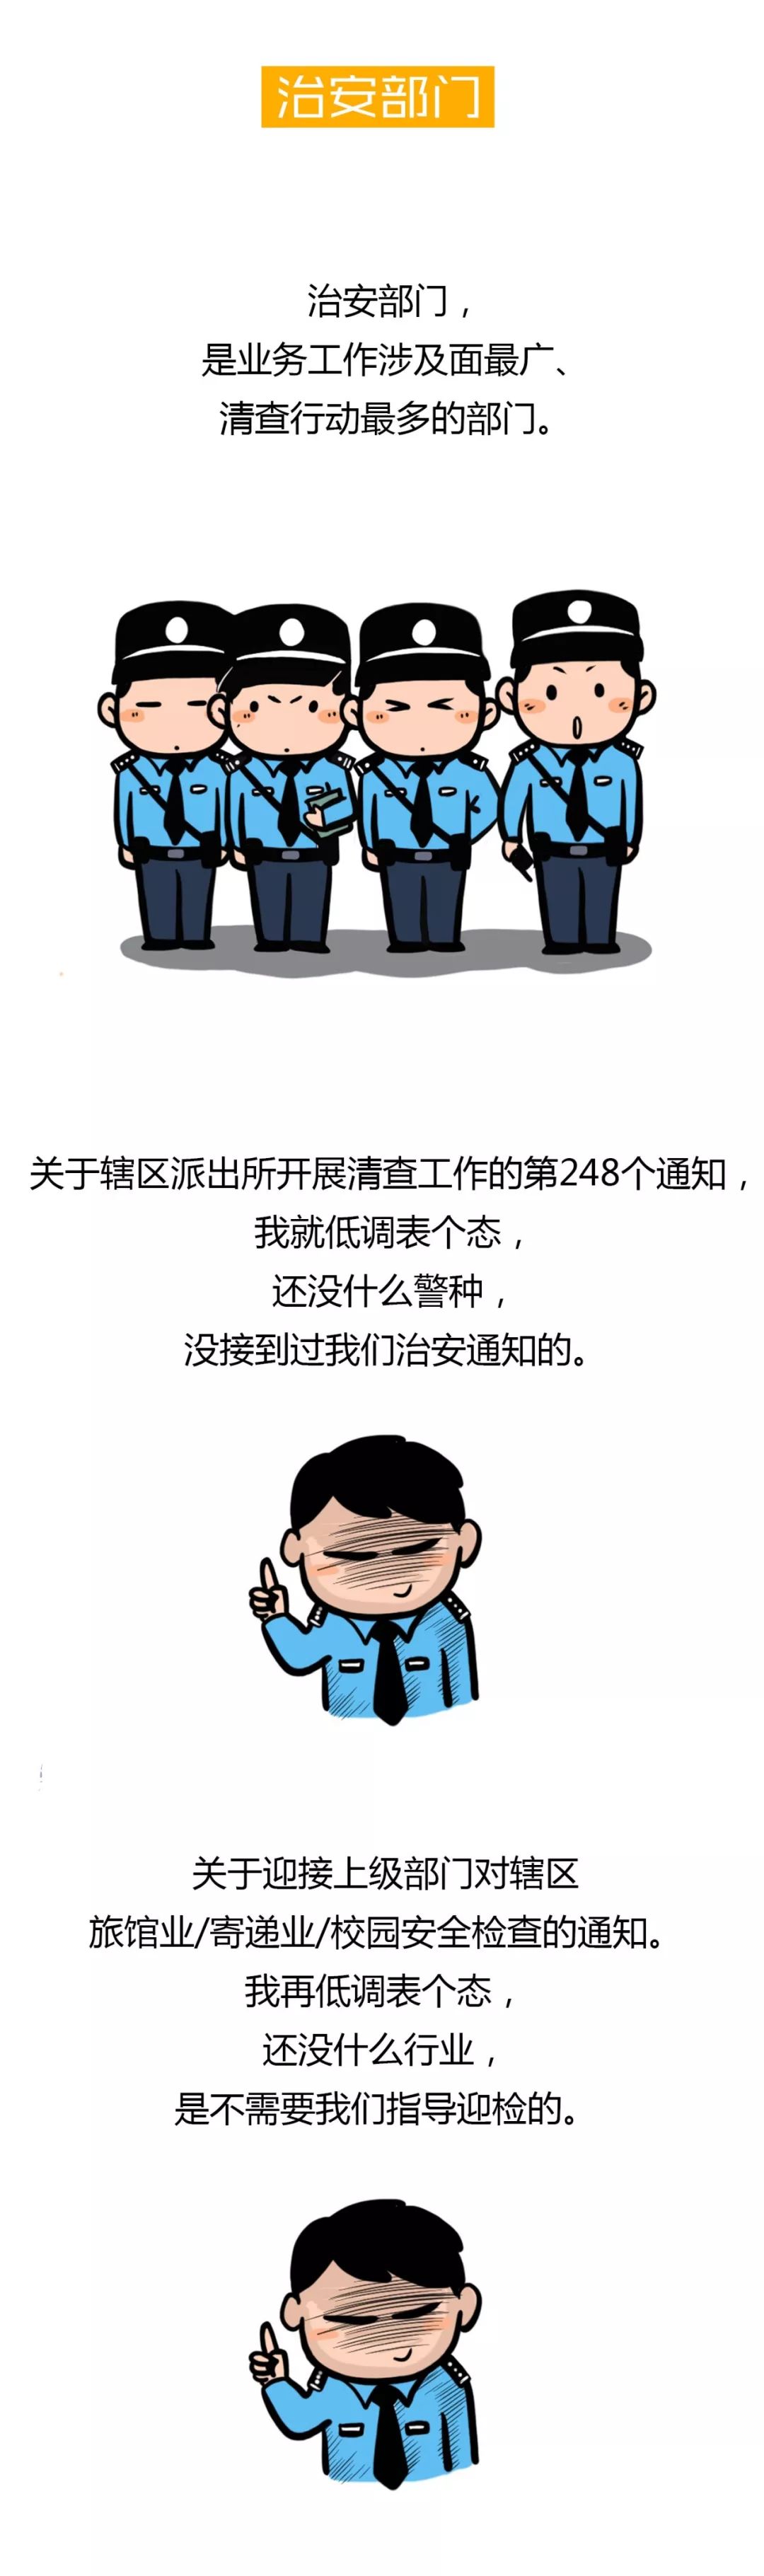 治安部门
治安部门，
是业务工作涉及面最广、
清查行动最多的部门。
关于辖区派出所开展清查工作的第248个通知，
我就低调表个态，
还没什么警种，
没接到过我们治安通知的。
关于迎接上级部门对辖区
旅馆业/寄递业/校园安全检查的通知。
我再低调表个态，
还没什么行业，
是不需要我们指导迎检的。